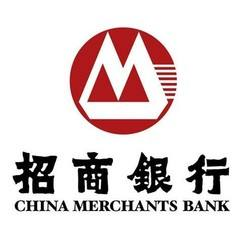 招商銀行
CHINA MERCHANTS BANK